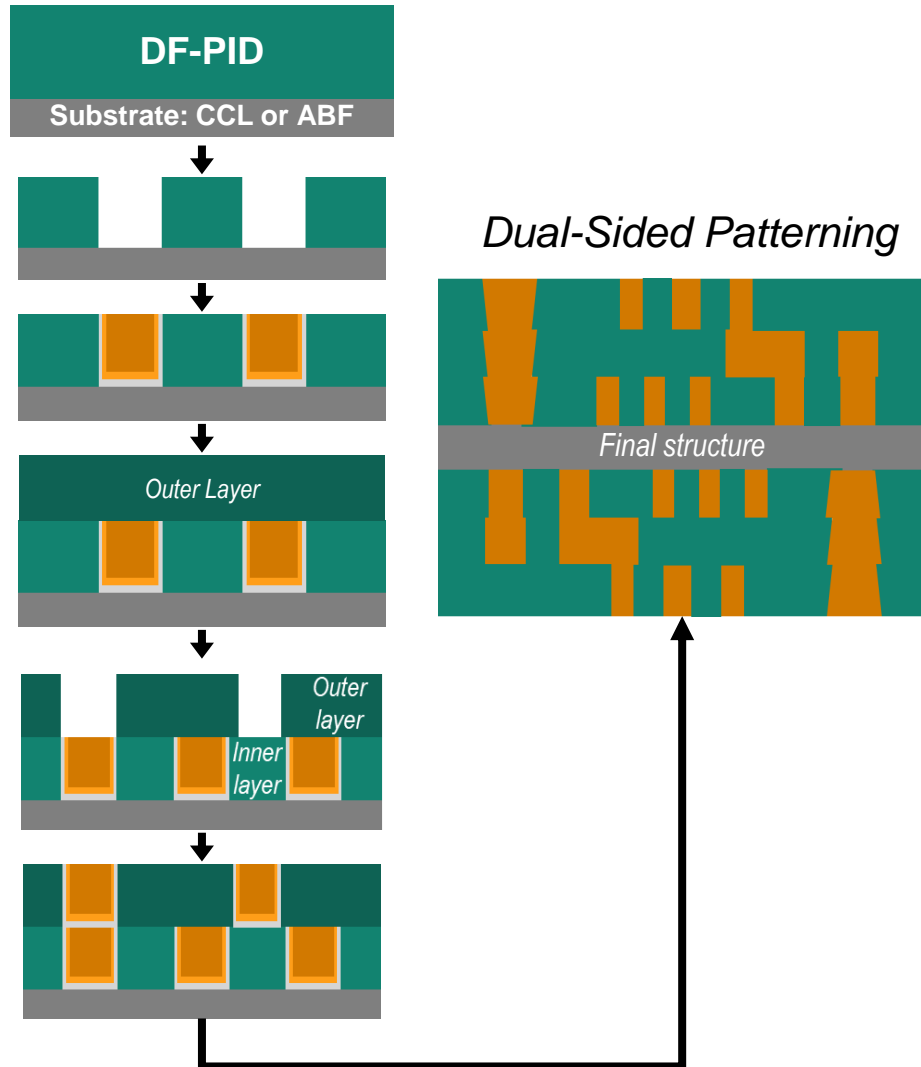 DF-PID
Substrate: CCL or ABF
Dual-Sided Patterning
Final structure
Outer Layer
Outer
layer
Inner
layer